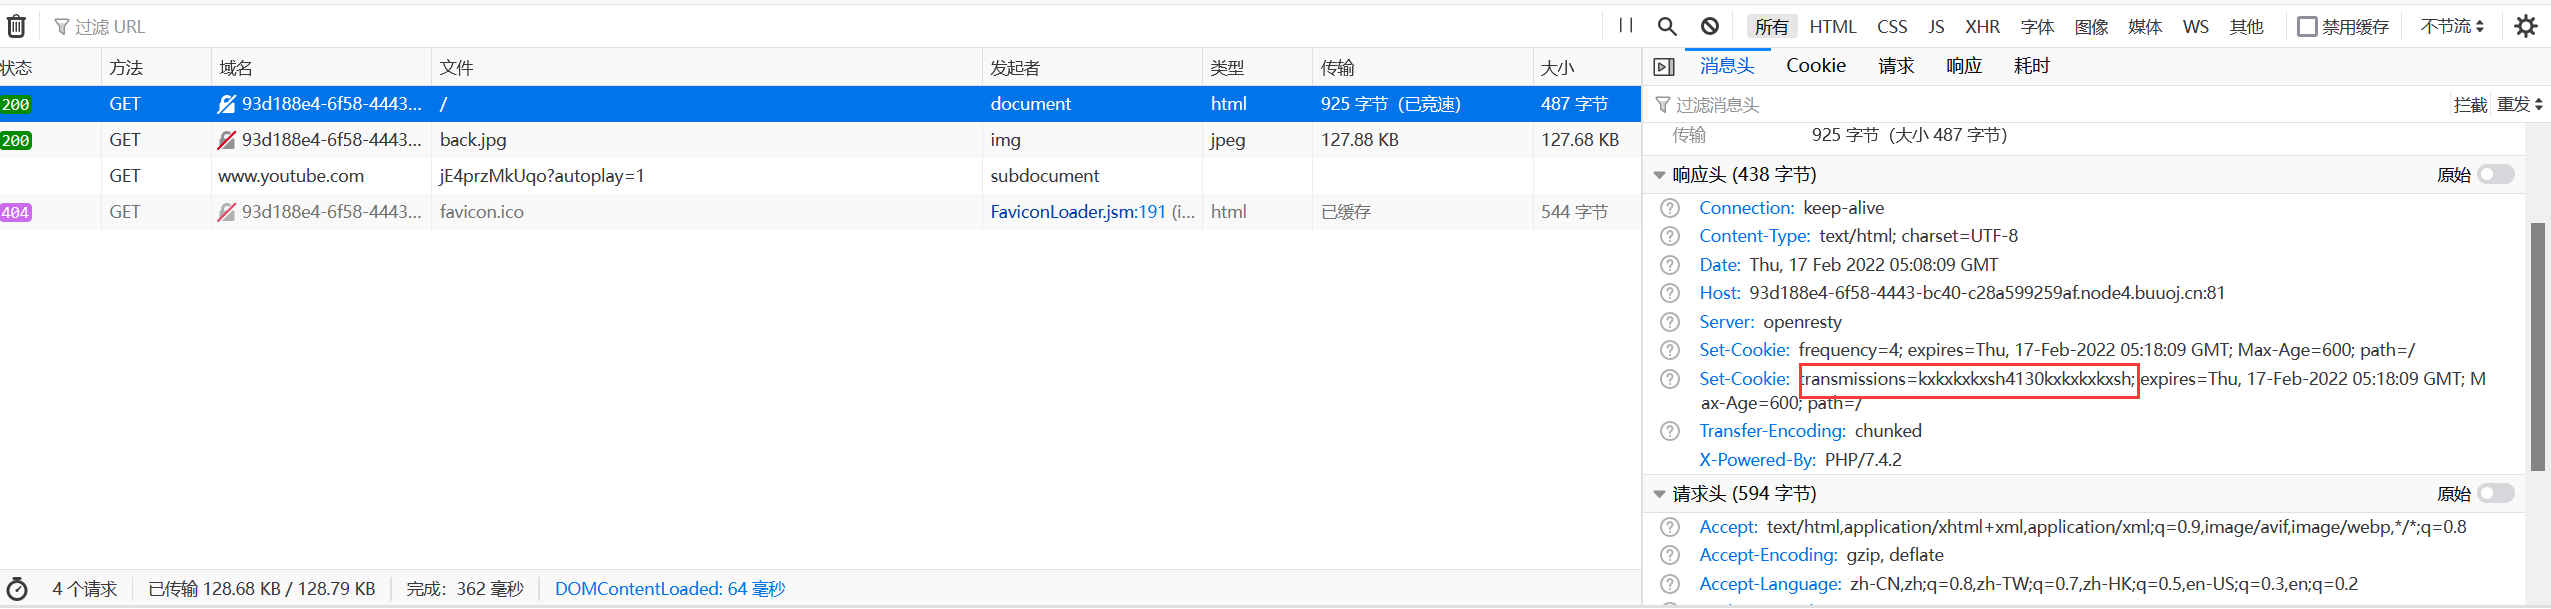 过滤 URL
所有 HTML CSS JS XHR 字体 图像 媒体 WS 其他 禁用缓存 不节流
状态 方法 域名 文件 发起者 类型 传输 大小
200 GET 93d188e4-6f58-4443... / document html 925 字节 (已竞速) 487 字节
200 GET 93d188e4-6f58-4443... back.jpg img jpeg 127.88 KB 127.68 KB
GET www.youtube.com jE4przMkUqo?autoplay=1 subdocument
404 GET 93d188e4-6f58-4443... favicon.ico FaviconLoader.jsm:191 (i... html 已缓存 544 字节
4 个请求 已传输 128.68 KB / 128.79 KB 完成: 362 毫秒 DOMContentLoaded: 64 毫秒
消息头 Cookie 请求 响应 耗时
过滤消息头 拦截 重发
传输 925 字节 (大小 487 字节)
响应头 (438 字节) 原始
Connection: keep-alive
Content-Type: text/html; charset=UTF-8
Date: Thu, 17 Feb 2022 05:08:09 GMT
Host: 93d188e4-6f58-4443-bc40-c28a599259af.node4.buuoj.cn:81
Server: openresty
Set-Cookie: frequency=4; expires=Thu, 17-Feb-2022 05:18:09 GMT; Max-Age=600; path=/
Set-Cookie: transmissions=kxkxkxkxsh4130kxkxkxkxsh; expires=Thu, 17-Feb-2022 05:18:09 GMT; M
ax-Age=600; path=/
Transfer-Encoding: chunked
X-Powered-By: PHP/7.4.2
请求头 (594 字节) 原始
Accept: text/html,application/xhtml+xml,application/xml;q=0.9,image/avif,image/webp,*/*;q=0.8
Accept-Encoding: gzip, deflate
Accept-Language: zh-CN,zh;q=0.8,zh-TW;q=0.7,zh-HK;q=0.5,en-US;q=0.3,en;q=0.2